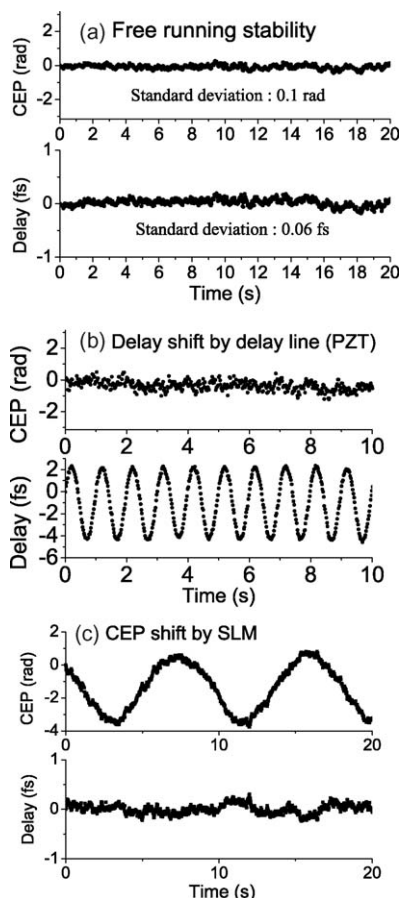 (a) Free running stability
CEP (rad)
2
0
-2
Standard deviation : 0.1 rad
0 2 4 6 8 10 12 14 16 18 20
Delay (fs)
1
0
-1
Standard deviation : 0.06 fs
0 2 4 6 8 10 12 14 16 18 20
Time (s)
(b) Delay shift by delay line (PZT)
CEP (rad)
2
0
-2
0 2 4 6 8 10
Delay (fs)
2
0
-2
-4
-6
0 2 4 6 8 10
Time (s)
(c) CEP shift by SLM
CEP (rad)
2
0
-2
-4
0 10 20
Delay (fs)
1
0
-1
0 10 20
Time (s)